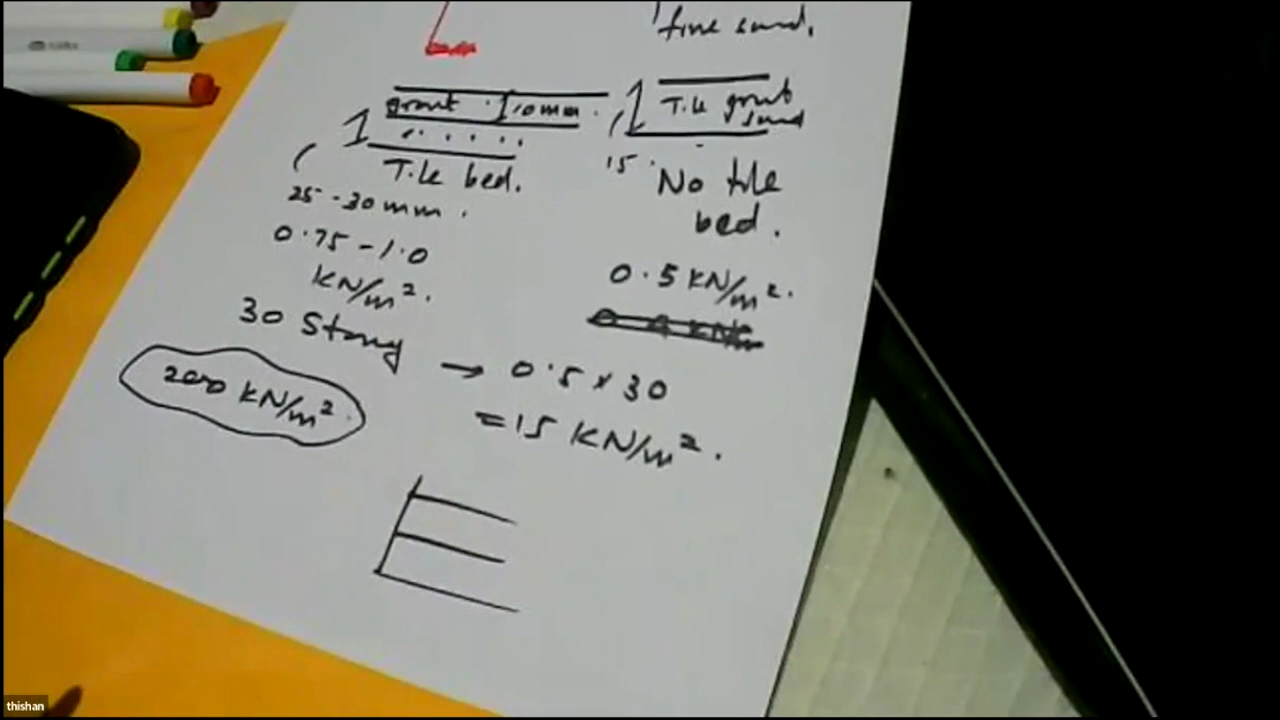 fine sand.
grout 10mm.
Tile bed.
25-30mm.
0.75-1.0
KN/m².
30 Story
200 KN/m².
1 Tile grout
sand
15
No tile
bed.
0.5 KN/m².
→ 0.5 x 30
= 15 KN/m².
thishan